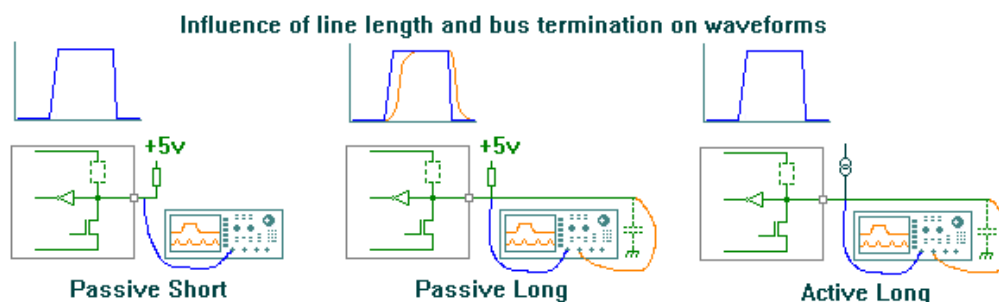 Influence of line length and bus termination on waveforms
+5v
+5v
Passive Short
Passive Long
Active Long